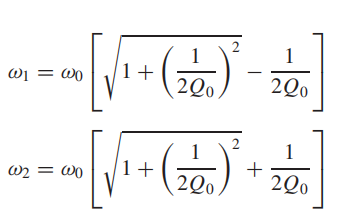 ω₁ = ω₀ [ √(1 + (1/(2Q₀))²) − 1/(2Q₀) ]
ω₂ = ω₀ [ √(1 + (1/(2Q₀))²) + 1/(2Q₀) ]